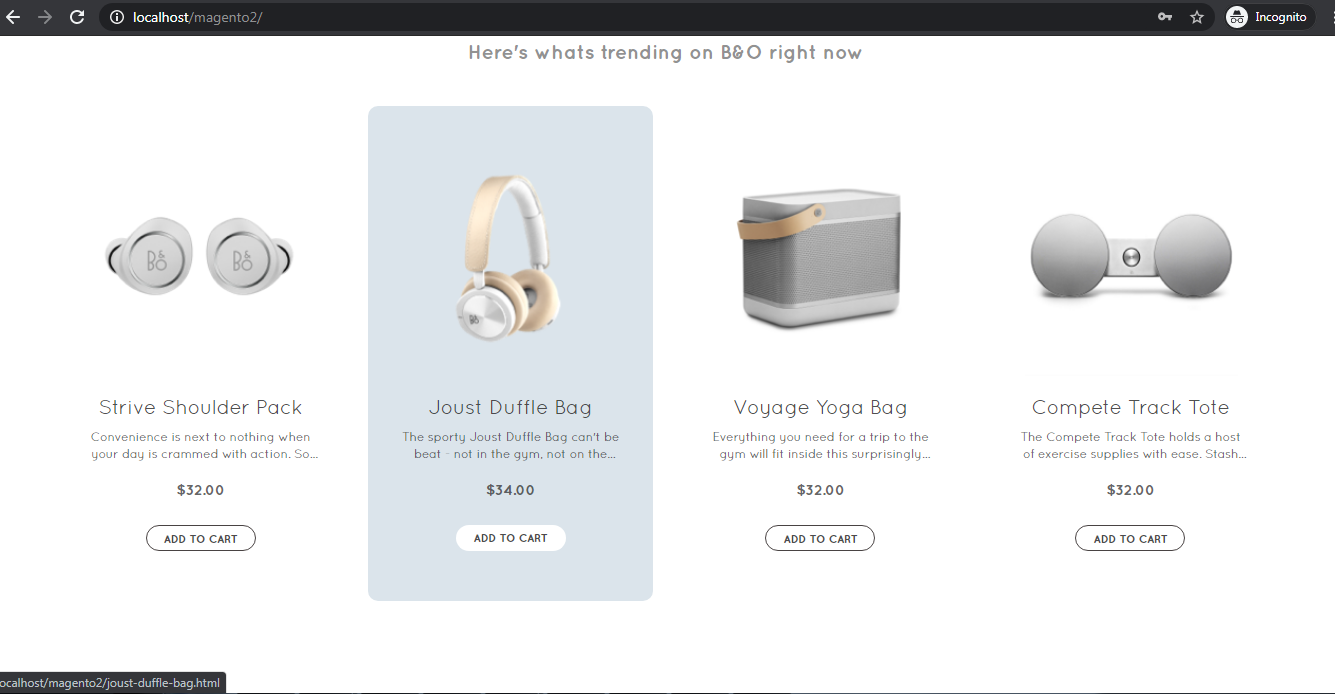 localhost/magento2/
Incognito
Here's whats trending on B&O right now
B&O
B&O
B&O
Strive Shoulder Pack
Convenience is next to nothing when
your day is crammed with action. So...
$32.00
ADD TO CART
Joust Duffle Bag
The sporty Joust Duffle Bag can't be
beat - not in the gym, not on the...
$34.00
ADD TO CART
Voyage Yoga Bag
Everything you need for a trip to the
gym will fit inside this surprisingly...
$32.00
ADD TO CART
Compete Track Tote
The Compete Track Tote holds a host
of exercise supplies with ease. Stash...
$32.00
ADD TO CART
ocalhost/magento2/joust-duffle-bag.html